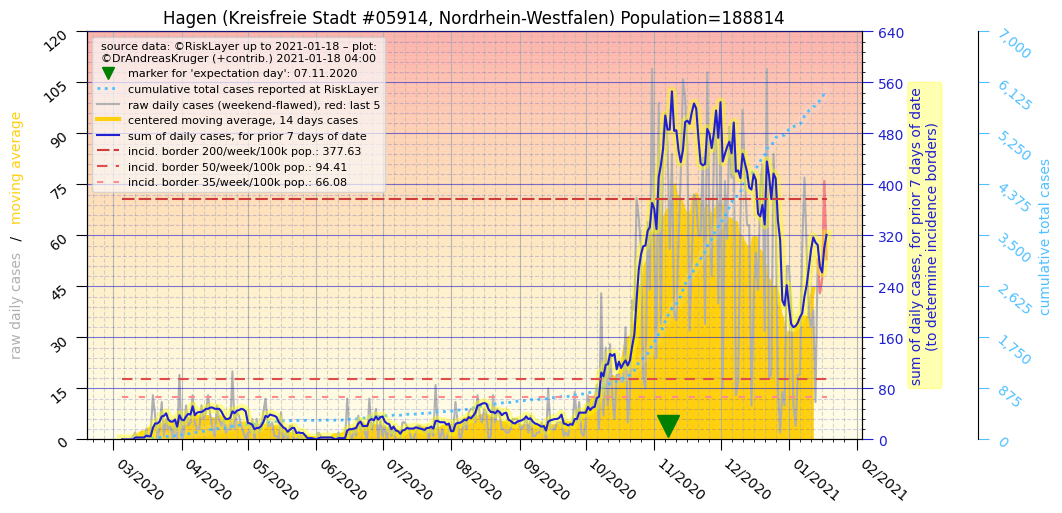 Hagen (Kreisfreie Stadt #05914, Nordrhein-Westfalen) Population=188814
source data: ©RiskLayer up to 2021-01-18 – plot:
©DrAndreasKruger (+contrib.) 2021-01-18 04:00
marker for 'expectation day': 07.11.2020
cumulative total cases reported at RiskLayer
raw daily cases (weekend-flawed), red: last 5
centered moving average, 14 days cases
sum of daily cases, for prior 7 days of date
incid. border 200/week/100k pop.: 377.63
incid. border 50/week/100k pop.: 94.41
incid. border 35/week/100k pop.: 66.08
raw daily cases / moving average
120
105
90
75
60
45
30
15
0
03/2020
04/2020
05/2020
06/2020
07/2020
08/2020
09/2020
10/2020
11/2020
12/2020
01/2021
02/2021
640
560
480
400
320
240
160
80
0
sum of daily cases, for prior 7 days of date
(to determine incidence borders)
7,000
6,125
5,250
4,375
3,500
2,625
1,750
875
0
cumulative total cases